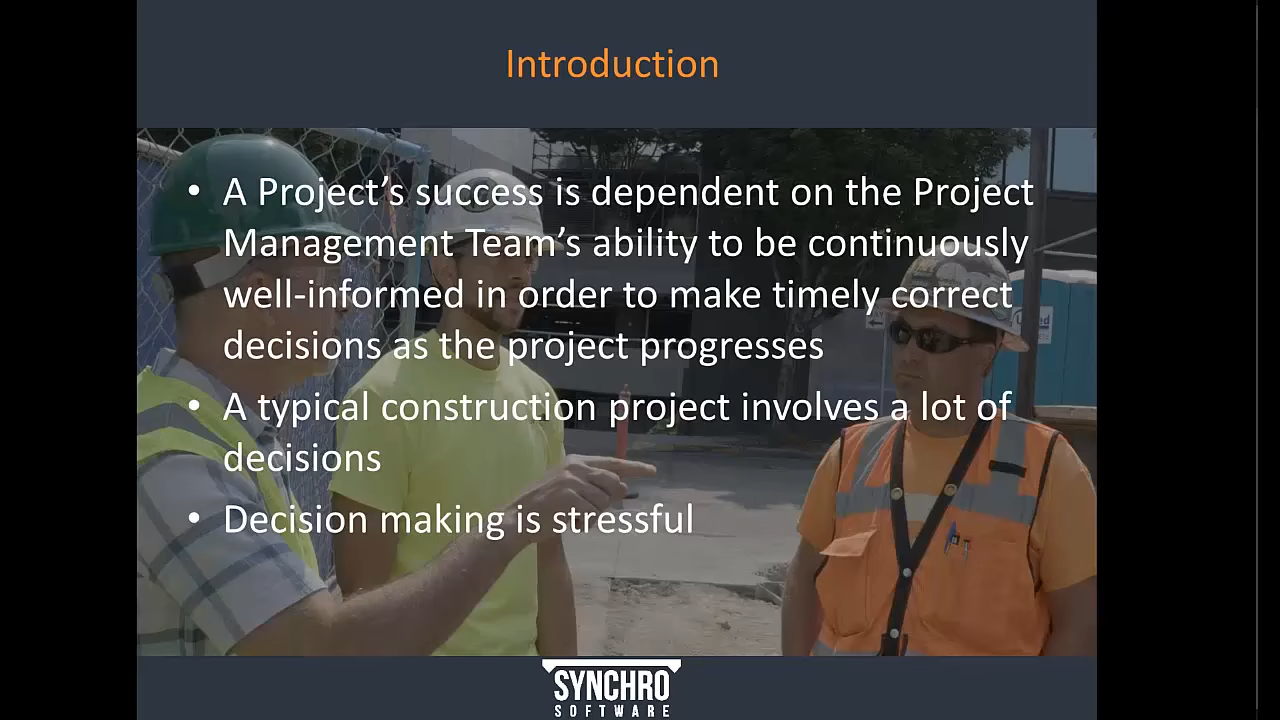 Introduction
• A Project’s success is dependent on the Project
Management Team’s ability to be continuously
well-informed in order to make timely correct
decisions as the project progresses
• A typical construction project involves a lot of
decisions
• Decision making is stressful
SYNCHRO
SOFTWARE